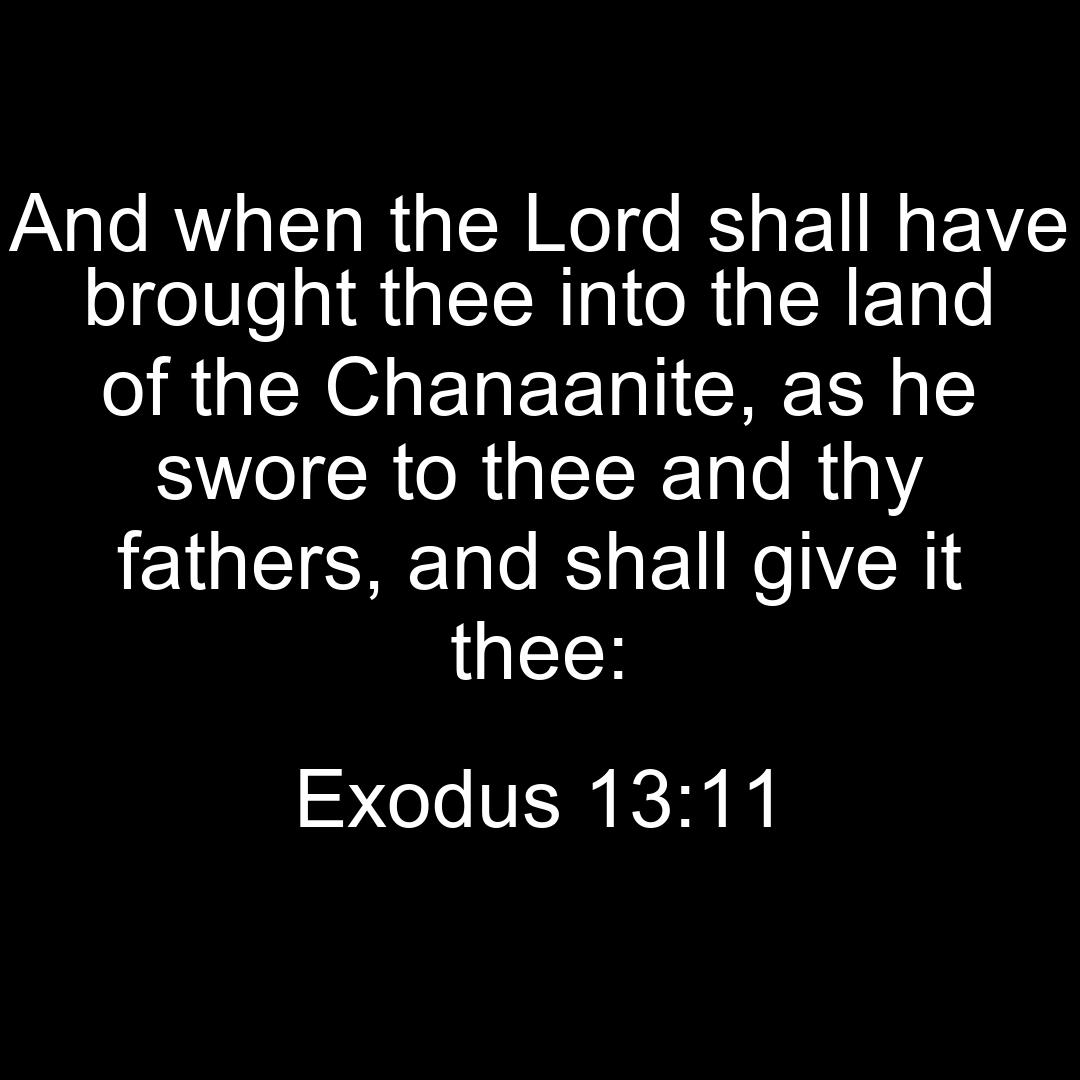 And when the Lord shall have
brought thee into the land
of the Chanaanite, as he
swore to thee and thy
fathers, and shall give it
thee:
Exodus 13:11